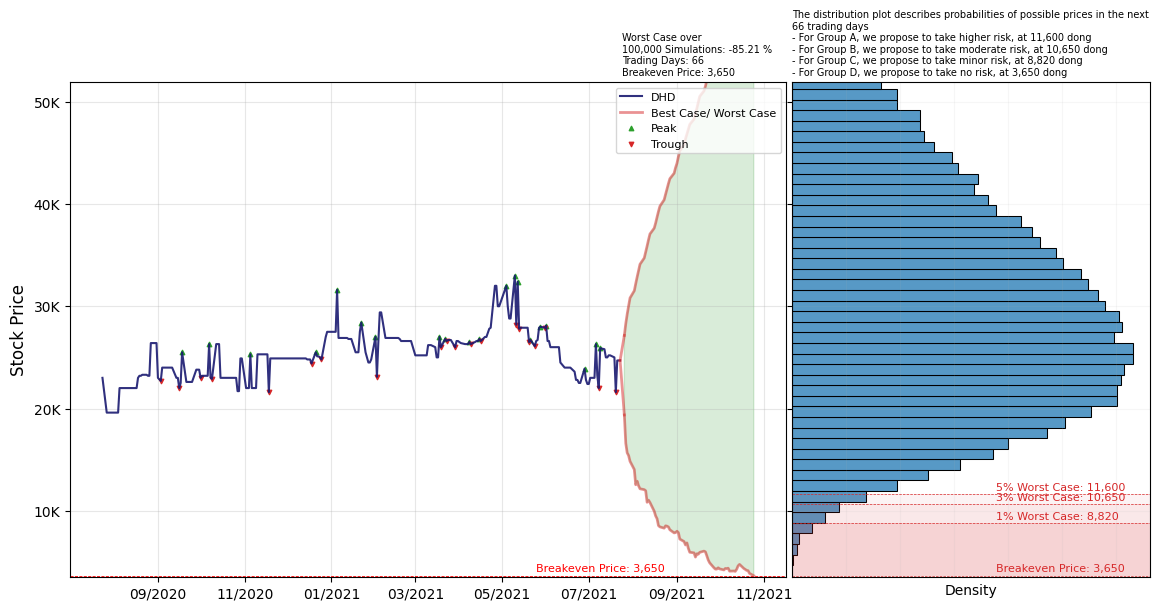 Worst Case over
100,000 Simulations: -85.21 %
Trading Days: 66
Breakeven Price: 3,650
The distribution plot describes probabilities of possible prices in the next
66 trading days
- For Group A, we propose to take higher risk, at 11,600 dong
- For Group B, we propose to take moderate risk, at 10,650 dong
- For Group C, we propose to take minor risk, at 8,820 dong
- For Group D, we propose to take no risk, at 3,650 dong
DHD
Best Case/ Worst Case
Peak
Trough
Stock Price
50K
40K
30K
20K
10K
Breakeven Price: 3,650
09/2020
11/2020
01/2021
03/2021
05/2021
07/2021
09/2021
11/2021
5% Worst Case: 11,600
3% Worst Case: 10,650
1% Worst Case: 8,820
Breakeven Price: 3,650
Density